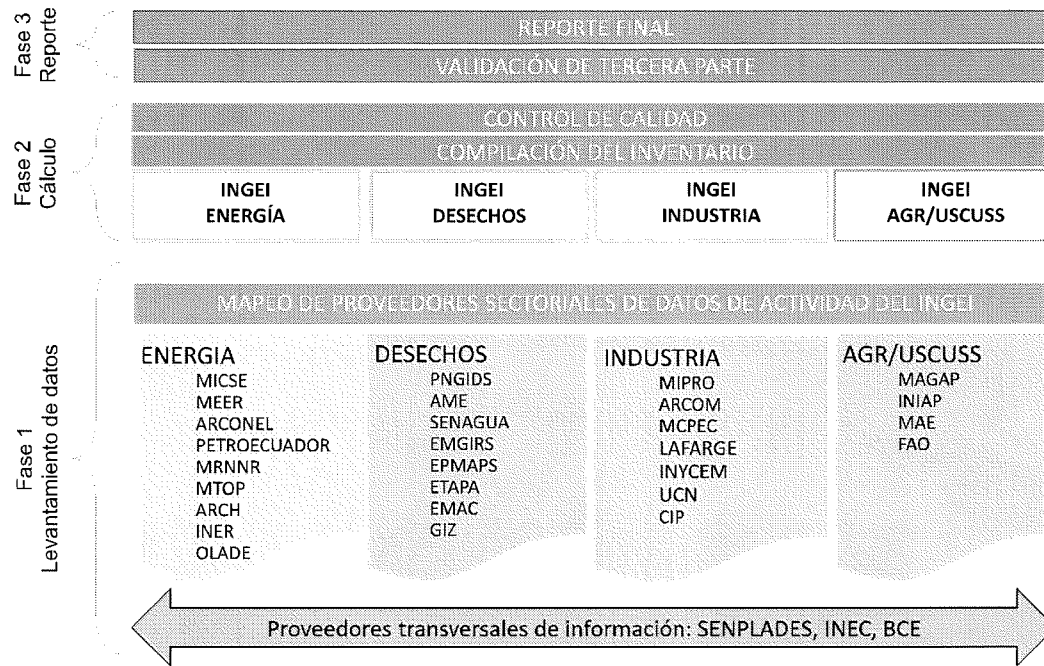 Fase 3
Reporte
REPORTE FINAL
VALIDACIÓN DE TERCERA PARTE
Fase 2
Cálculo
CONTROL DE CALIDAD
COMPILACIÓN DEL INVENTARIO
INGEI
ENERGÍA
INGEI
DESECHOS
INGEI
INDUSTRIA
INGEI
AGR/USCUSS
Fase 1
Levantamiento de datos
MAPEO DE PROVEEDORES SECTORIALES DE DATOS DE ACTIVIDAD DEL INGEI
ENERGIA
MICSE
MEER
ARCONEL
PETROECUADOR
MRNNR
MTOP
ARCH
INER
OLADE
DESECHOS
PNGIDS
AME
SENAGUA
EMGIRS
EPMAPS
ETAPA
EMAC
GIZ
INDUSTRIA
MIPRO
ARCOM
MCPEC
LAFARGE
INYCEM
UCN
CIP
AGR/USCUSS
MAGAP
INIAP
MAE
FAO
Proveedores transversales de información: SENPLADES, INEC, BCE